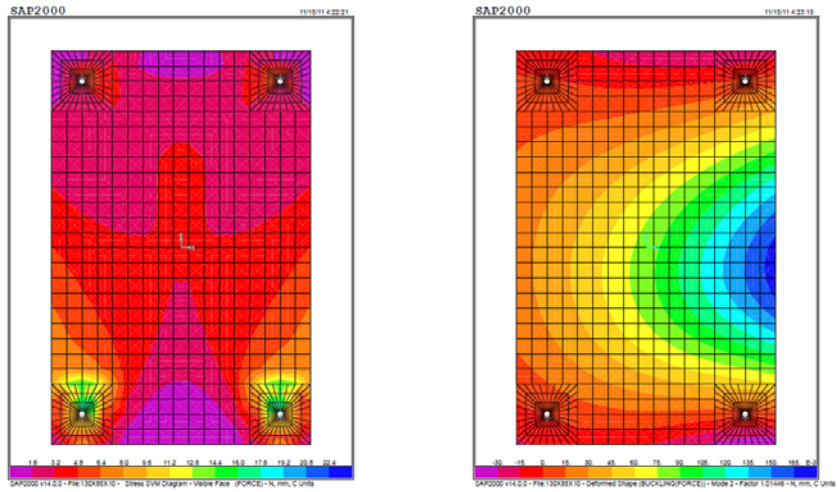 SAP2000
11/15/11 4:22:21
SAP2000
11/15/11 4:23:15
1.6 3.2 4.8 6.4 8.0 9.6 11.2 12.8 14.4 16.0 17.6 19.2 20.8 22.4
SAP2000 v14.0.0 - File:130X85X10 - Stress SVM Diagram - Visible Face (FORCE) - N, mm, C Units
-30. -15. 0. 15. 30. 45. 60. 75. 90. 105. 120. 135. 150. 165. E-3
SAP2000 v14.0.0 - File:130X85X10 - Deformed Shape (BUCKLING(FORCE)) - Mode 2 - Factor 1.01446 - N, mm, C Units